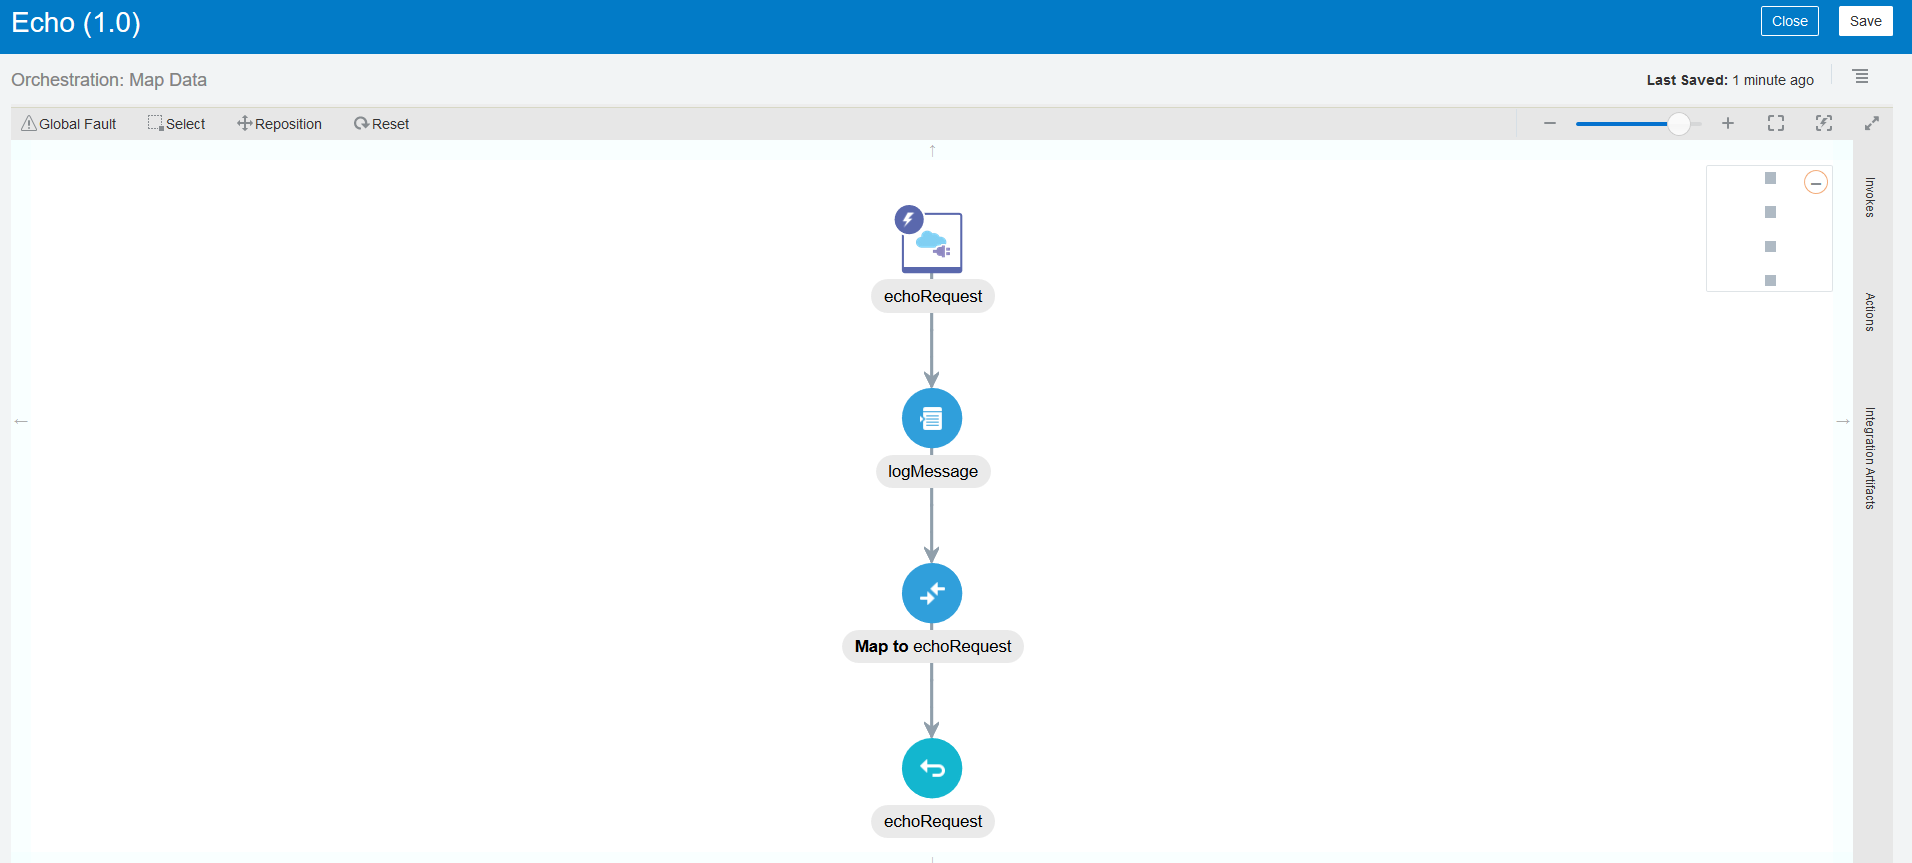 Echo (1.0)
Close
Save
Orchestration: Map Data
Last Saved: 1 minute ago
Global Fault
Select
Reposition
Reset
Invokes
Actions
Integration Artifacts
echoRequest
logMessage
Map to echoRequest
echoRequest